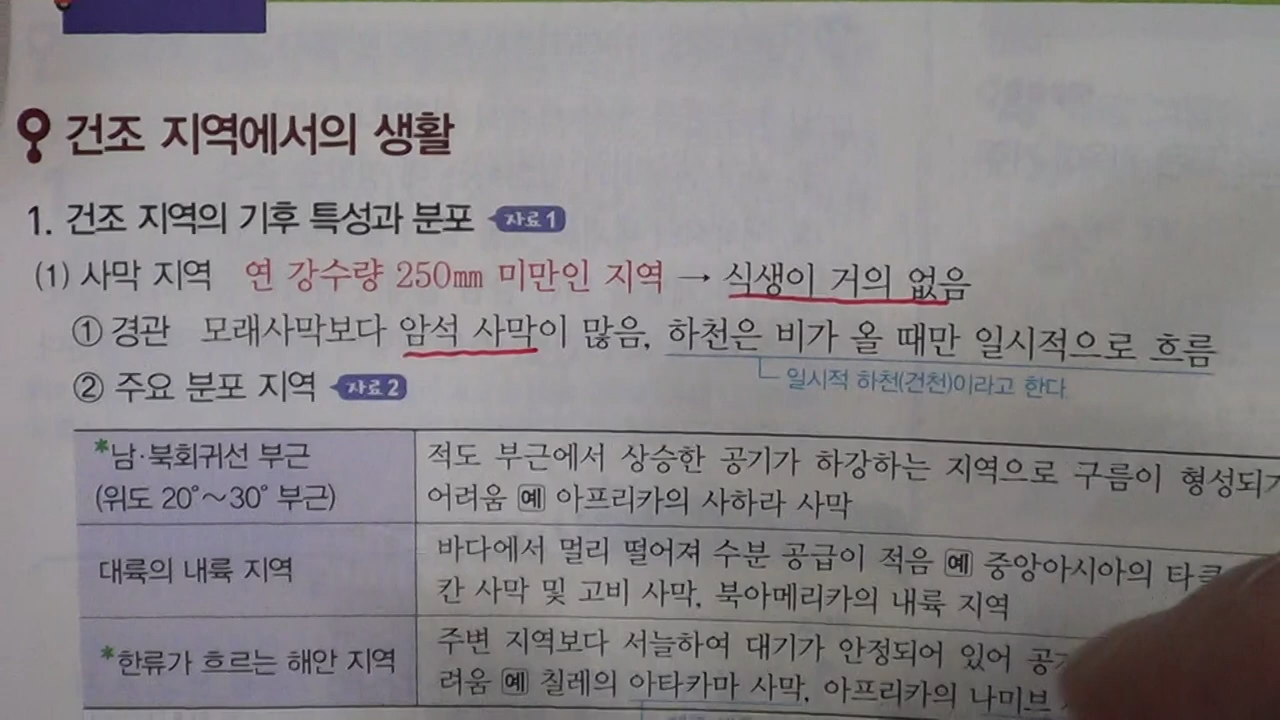 건조 지역에서의 생활
1. 건조 지역의 기후 특성과 분포 자료1
(1) 사막 지역 연 강수량 250mm 미만인 지역 → 식생이 거의 없음
① 경관 모래사막보다 암석 사막이 많음, 하천은 비가 올 때만 일시적으로 흐름
일시적 하천(건천)이라고 한다.
② 주요 분포 지역 자료2
*남·북회귀선 부근
(위도 20°~30° 부근)
적도 부근에서 상승한 공기가 하강하는 지역으로 구름이 형성되기
어려움 예 아프리카의 사하라 사막
대륙의 내륙 지역
바다에서 멀리 떨어져 수분 공급이 적음 예 중앙아시아의 타클
칸 사막 및 고비 사막, 북아메리카의 내륙 지역
*한류가 흐르는 해안 지역
주변 지역보다 서늘하여 대기가 안정되어 있어
려움 예 칠레의 아타카마 사막, 아프리카의 나미브